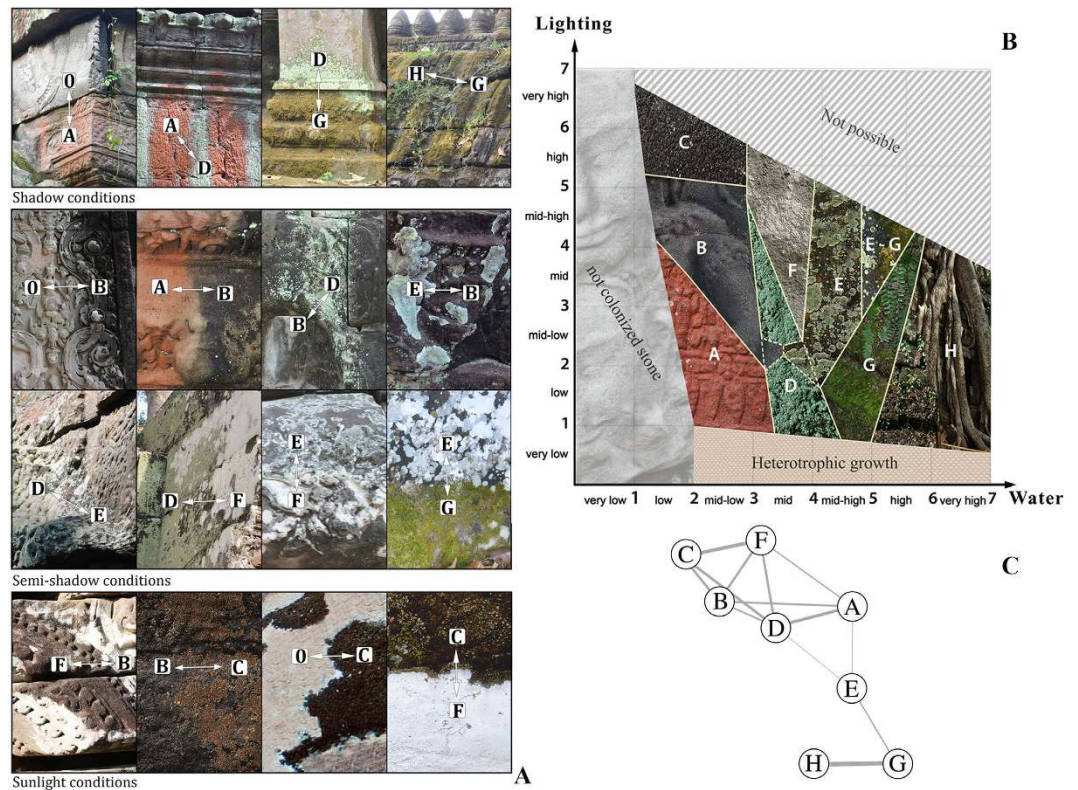 O
A
A
D
D
G
H
G
Shadow conditions
O
B
A
B
D
B
E
B
D
E
D
F
E
F
E
G
Semi-shadow conditions
F
B
B
C
O
C
C
F
Sunlight conditions
A
Lighting
B
7
very high
6
high
5
mid-high
4
mid
3
mid-low
2
low
1
very low
Not possible
not colonized stone
C
B
A
F
D
E
E - G
G
H
Heterotrophic growth
very low 1 low 2 mid-low 3 mid 4 mid-high 5 high 6 very high 7 Water
C
F
C
B
D
A
E
H
G